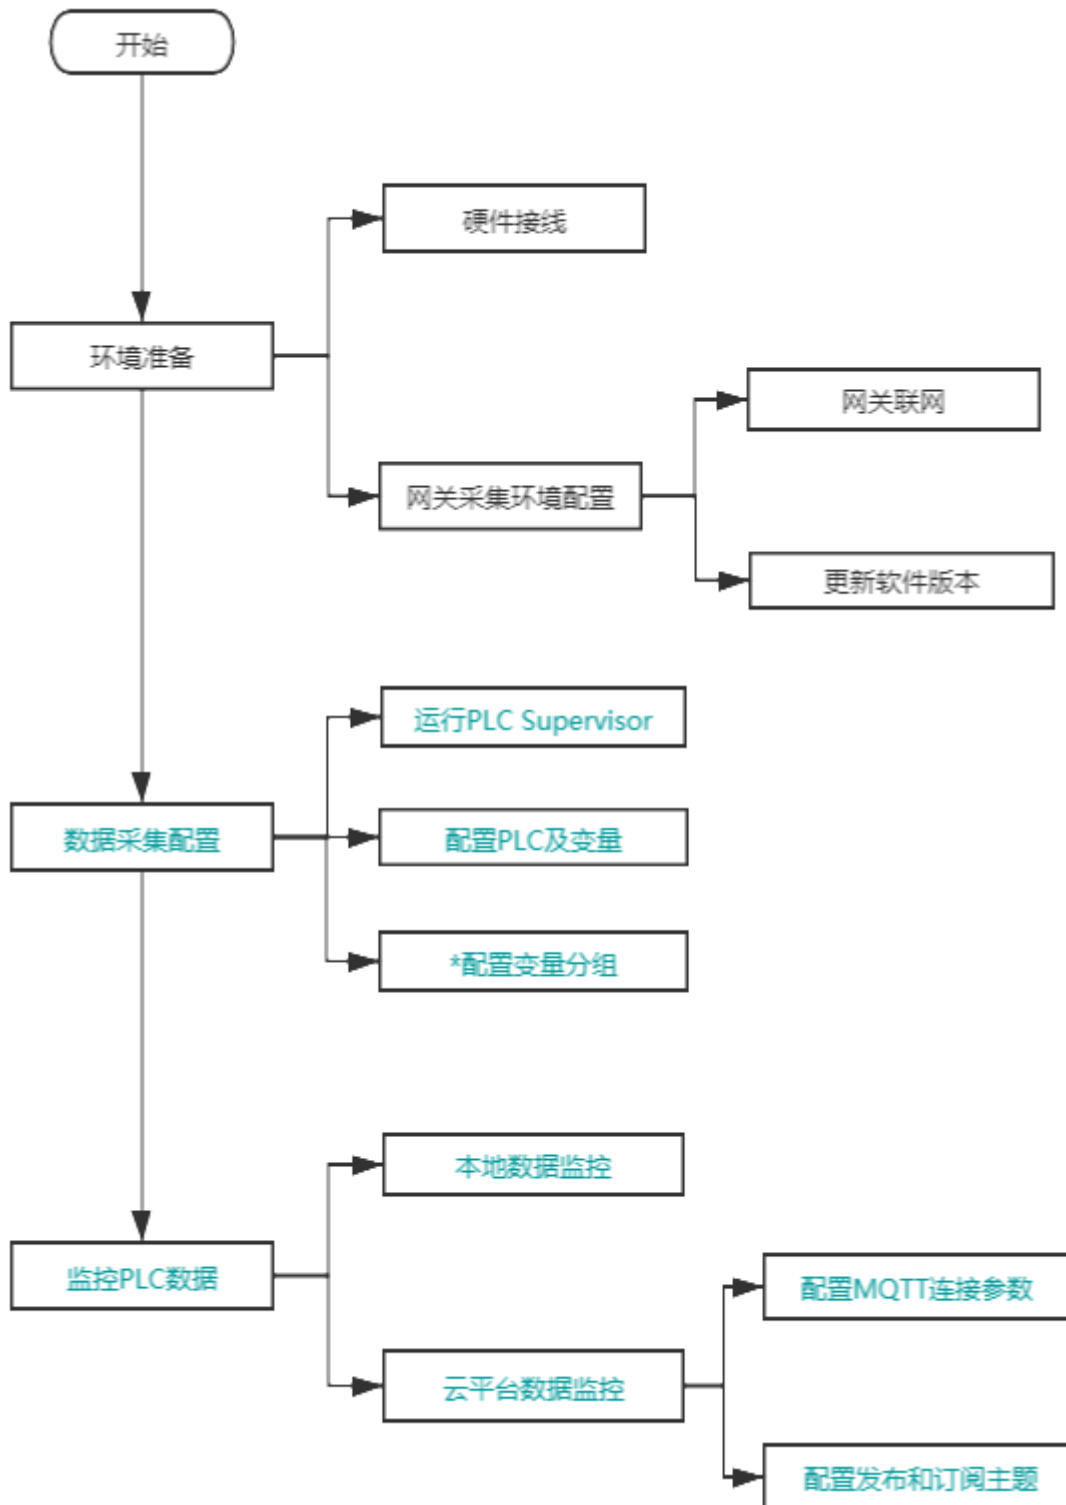 开始
硬件接线
环境准备
网关联网
网关采集环境配置
更新软件版本
运行PLC Supervisor
数据采集配置
配置PLC及变量
*配置变量分组
本地数据监控
监控PLC数据
配置MQTT连接参数
云平台数据监控
配置发布和订阅主题